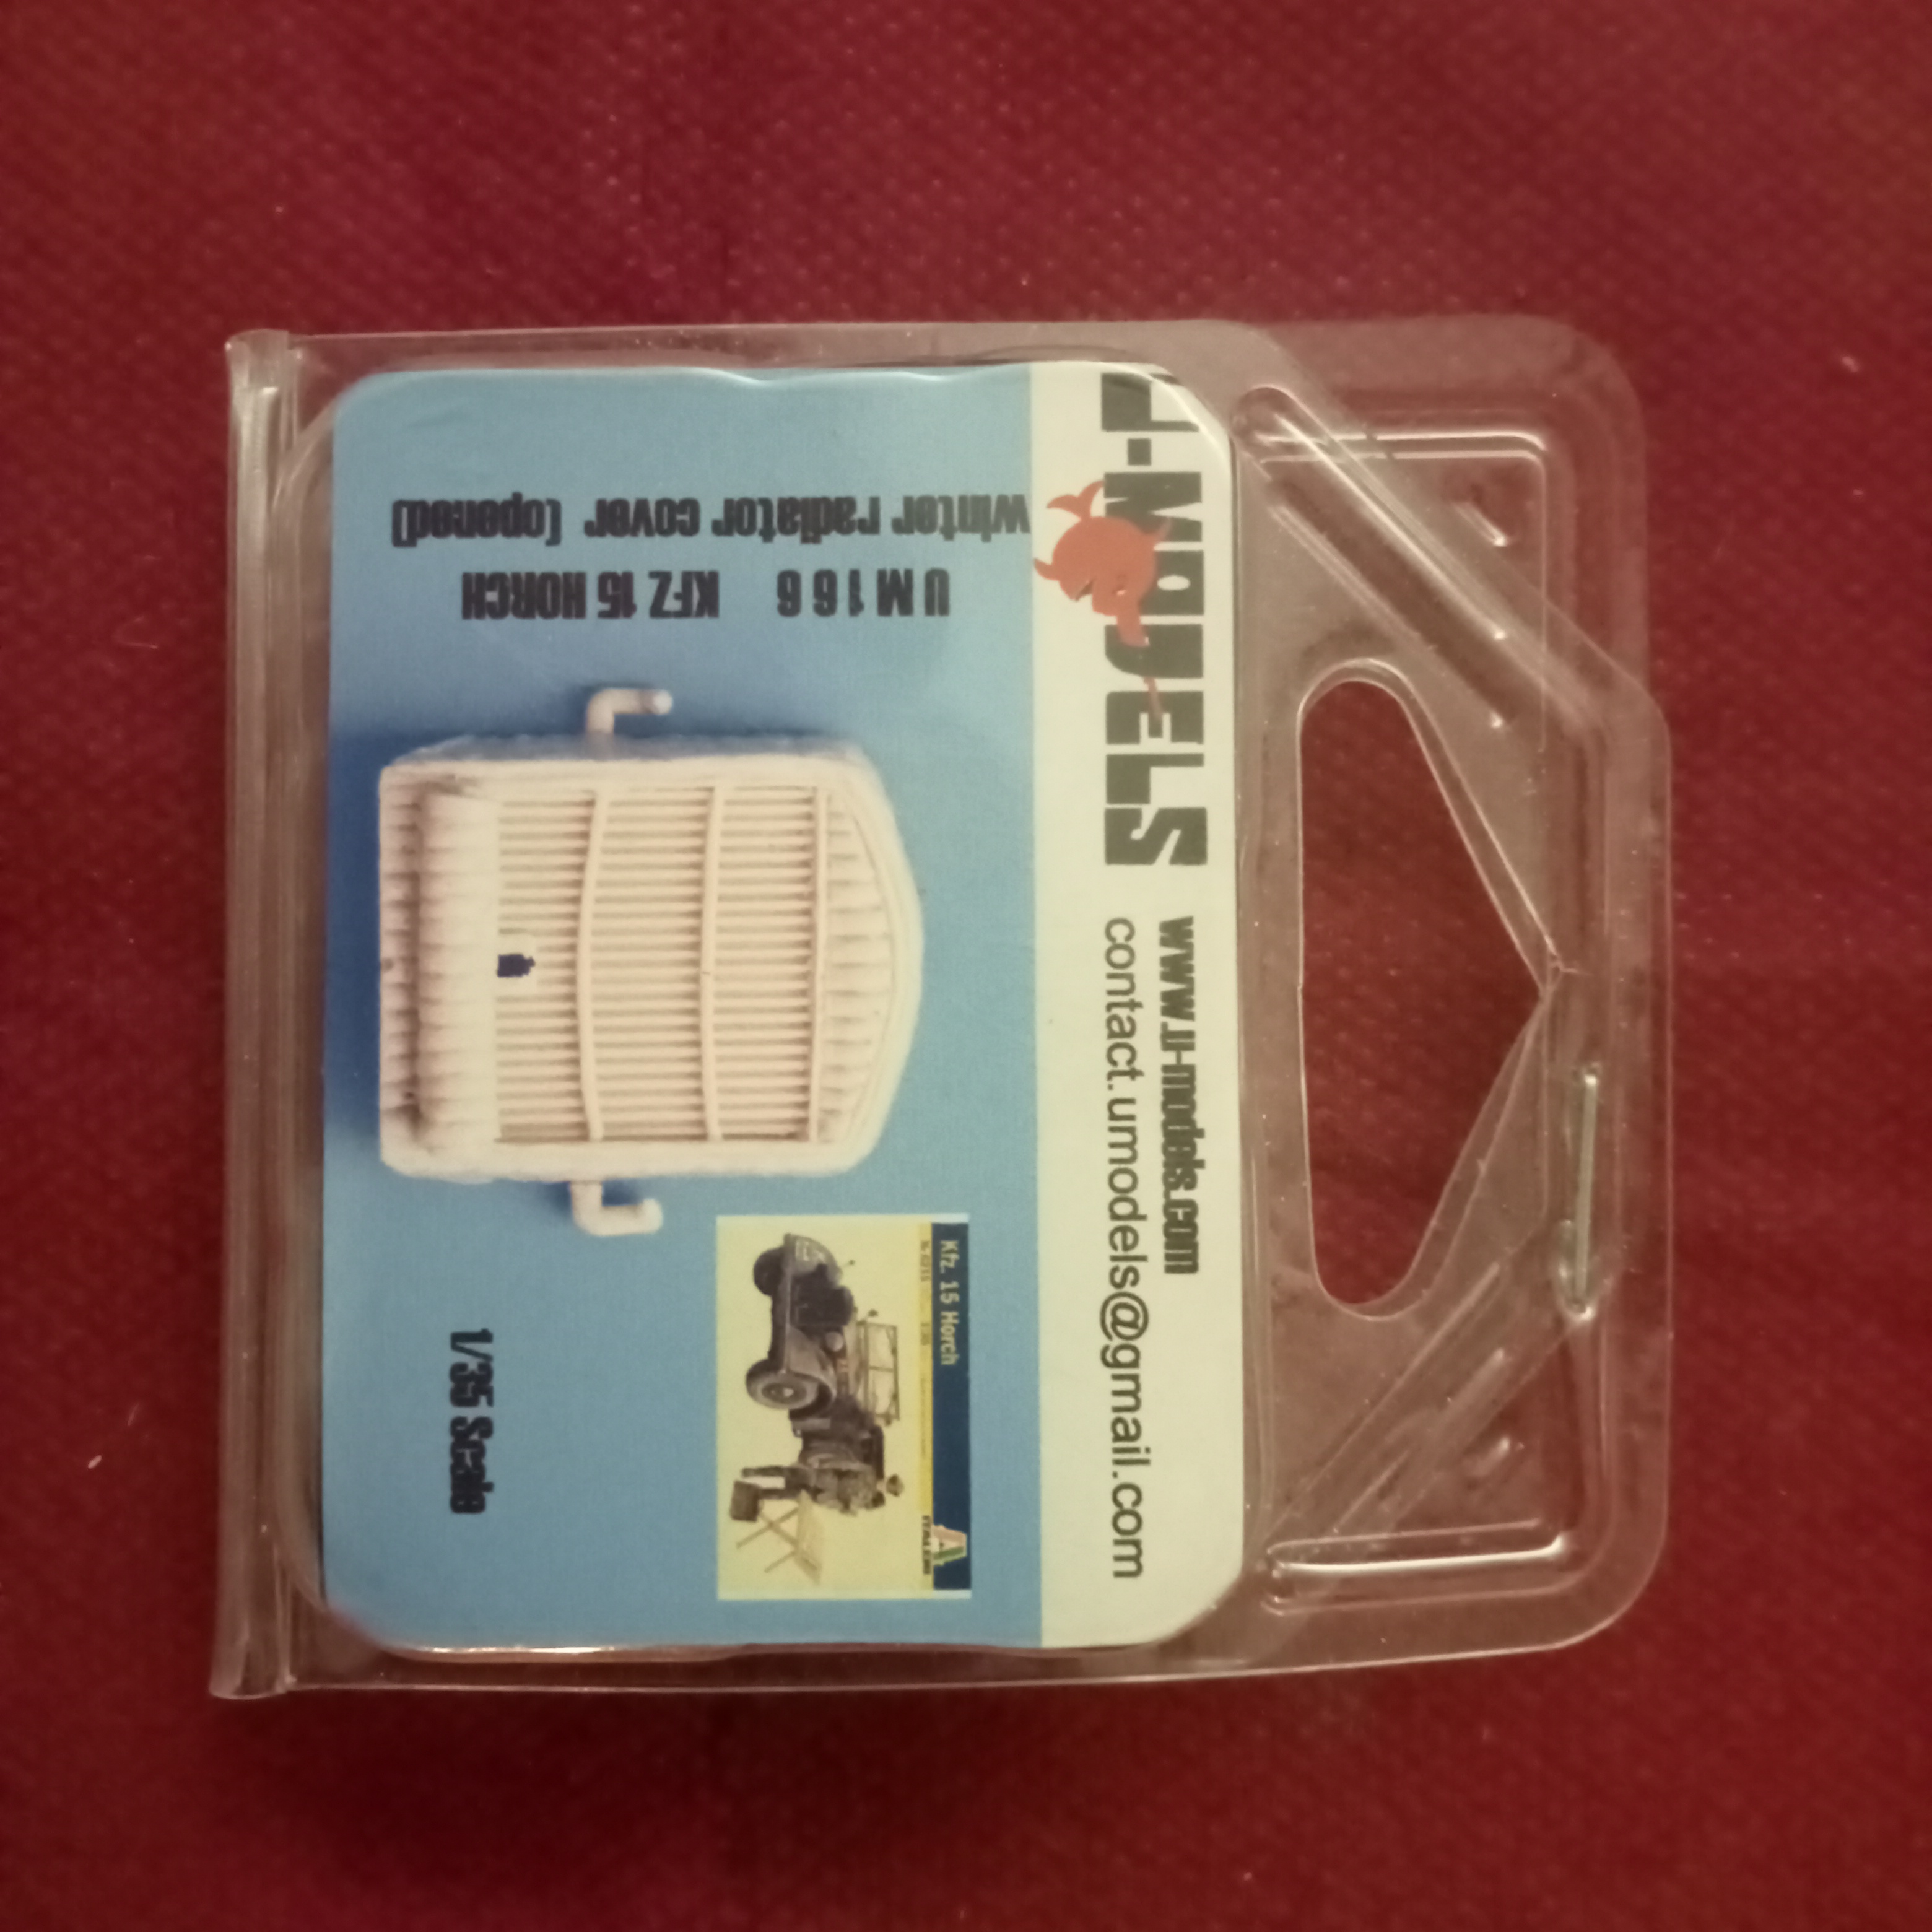 -MODELS
www.u-models.com
contact.umodels@gmail.com
Winter radiator cover (opened)
UM166 KFZ 15 HORCH
Kfz. 15 Horch
ITALERI
1/35 Scale